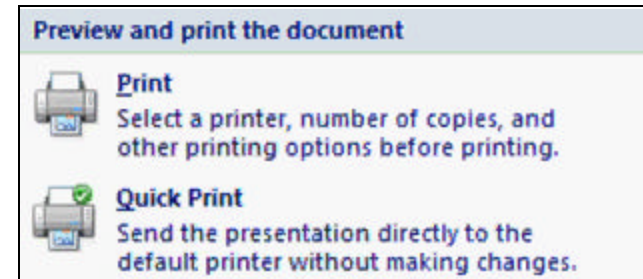 Preview and print the document
Print
Select a printer, number of copies, and
other printing options before printing.
Quick Print
Send the presentation directly to the
default printer without making changes.